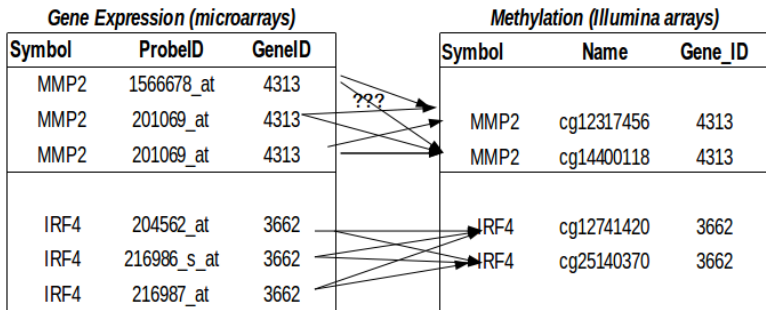 Gene Expression (microarrays) Methylation (Illumina arrays)
Symbol ProbeID GeneID Symbol Name Gene_ID
MMP2 1566678_at 4313
???
MMP2 201069_at 4313 MMP2 cg12317456 4313
MMP2 201069_at 4313 MMP2 cg14400118 4313
IRF4 204562_at 3662 IRF4 cg12741420 3662
IRF4 216986_s_at 3662 IRF4 cg25140370 3662
IRF4 216987_at 3662